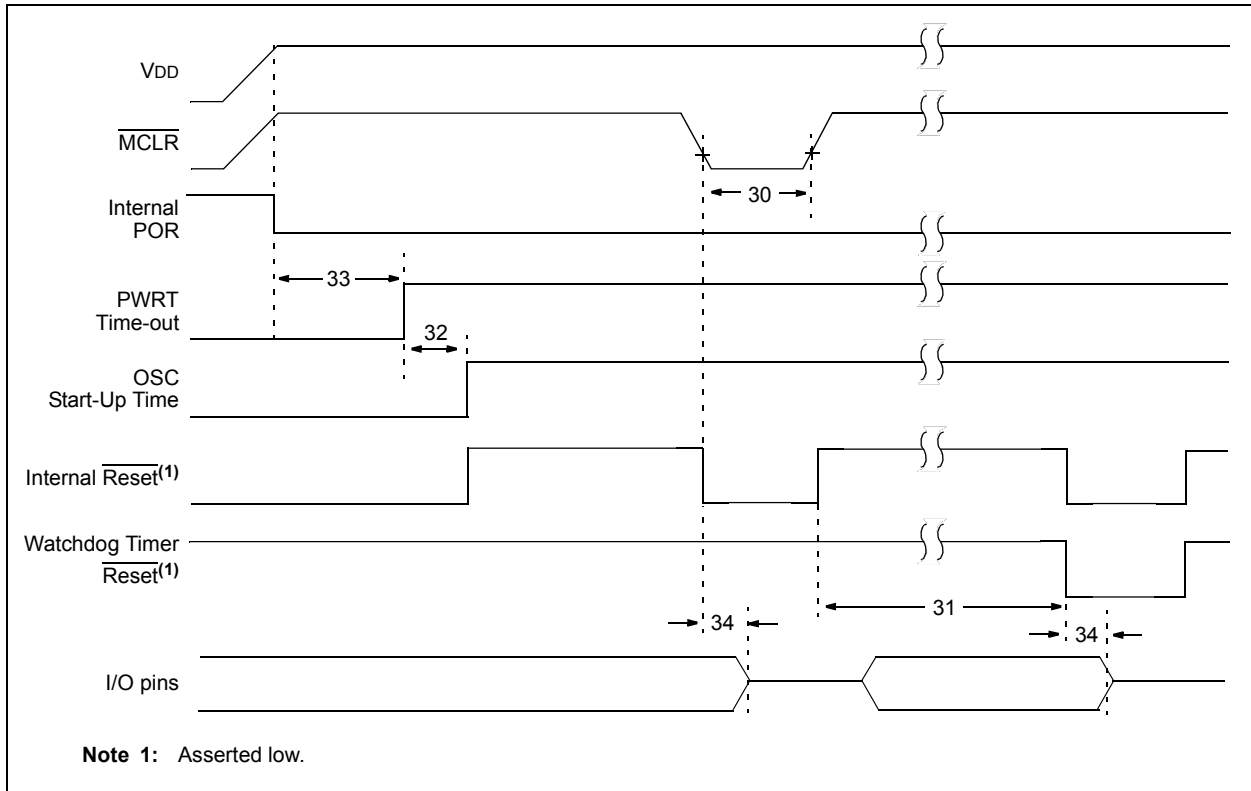 VDD
MCLR
30
Internal
POR
33
PWRT
Time-out
32
OSC
Start-Up Time
Internal Reset(1)
Watchdog Timer
Reset(1)
31
34
34
I/O pins
Note 1: Asserted low.